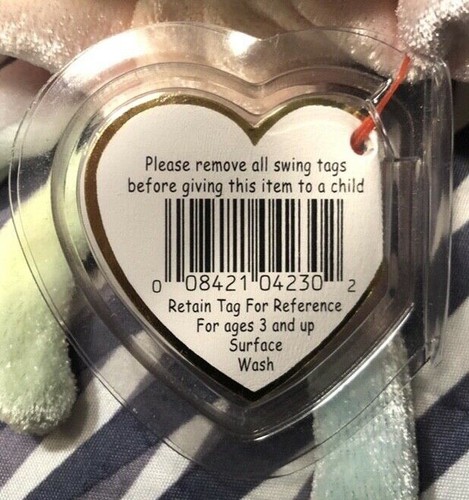 Please remove all swing tags
before giving this item to a child
0 08421 04230 2
Retain Tag For Reference
For ages 3 and up
Surface
Wash